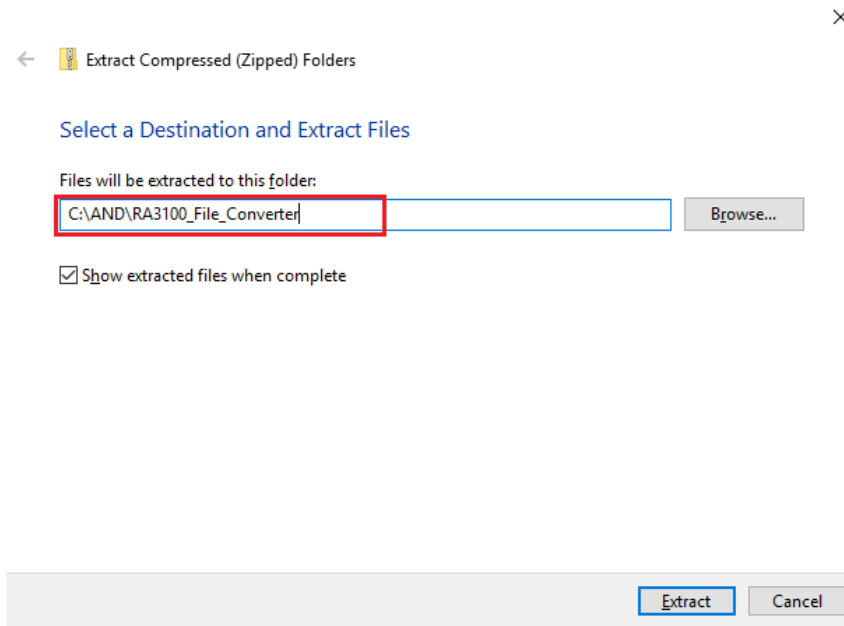 Extract Compressed (Zipped) Folders
Select a Destination and Extract Files
Files will be extracted to this folder:
C:\AND\RA3100_File_Converter
Browse...
Show extracted files when complete
Extract
Cancel